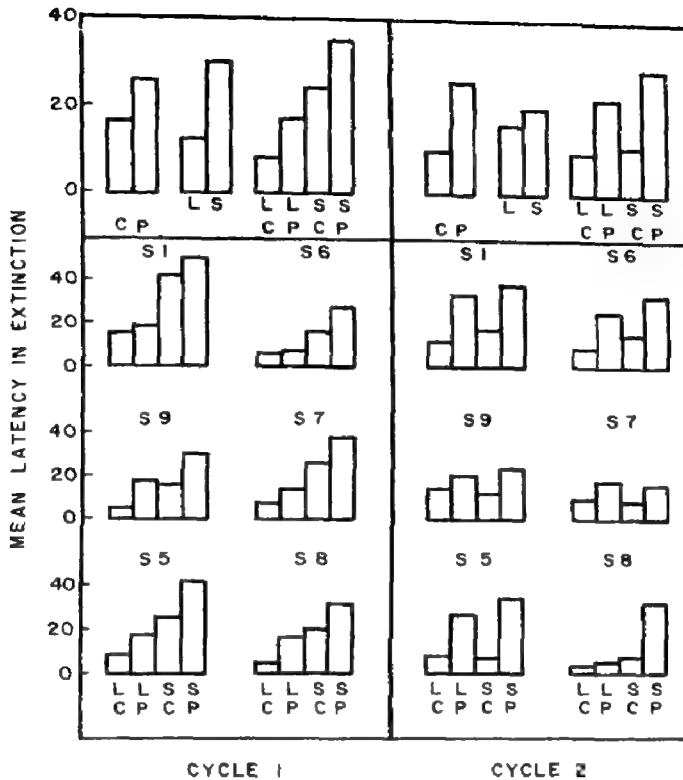 MEAN LATENCY IN EXTINCTION
40
20
0
C P
L S
L L S S
C P C P
C P
L S
L L S S
C P C P
S1 S6 S1 S6
40
20
0
S9 S7 S9 S7
40
20
0
S5 S8 S5 S8
40
20
0
L L S S L L S S L L S S L L S S
C P C P C P C P C P C P C P C P
CYCLE 1 CYCLE 2